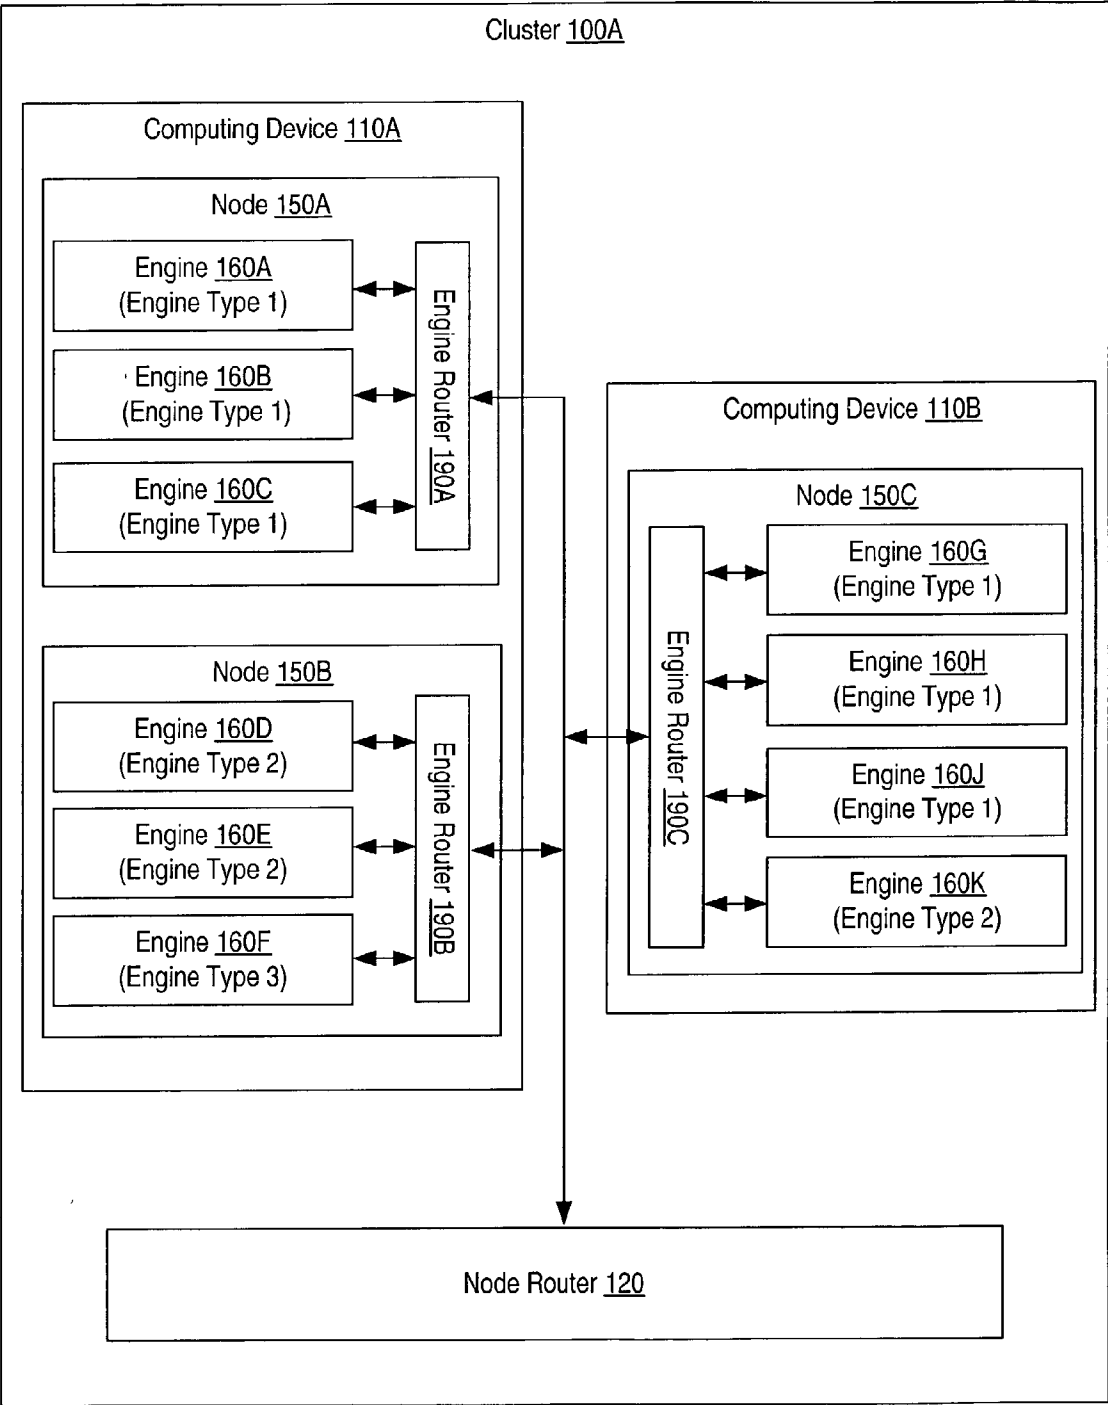 Cluster 100A
Computing Device 110A
Node 150A
Engine 160A
(Engine Type 1)
Engine 160B
(Engine Type 1)
Engine 160C
(Engine Type 1)
Engine Router 190A
Node 150B
Engine 160D
(Engine Type 2)
Engine 160E
(Engine Type 2)
Engine 160F
(Engine Type 3)
Engine Router 190B
Computing Device 110B
Node 150C
Engine Router 190C
Engine 160G
(Engine Type 1)
Engine 160H
(Engine Type 1)
Engine 160J
(Engine Type 1)
Engine 160K
(Engine Type 2)
Node Router 120